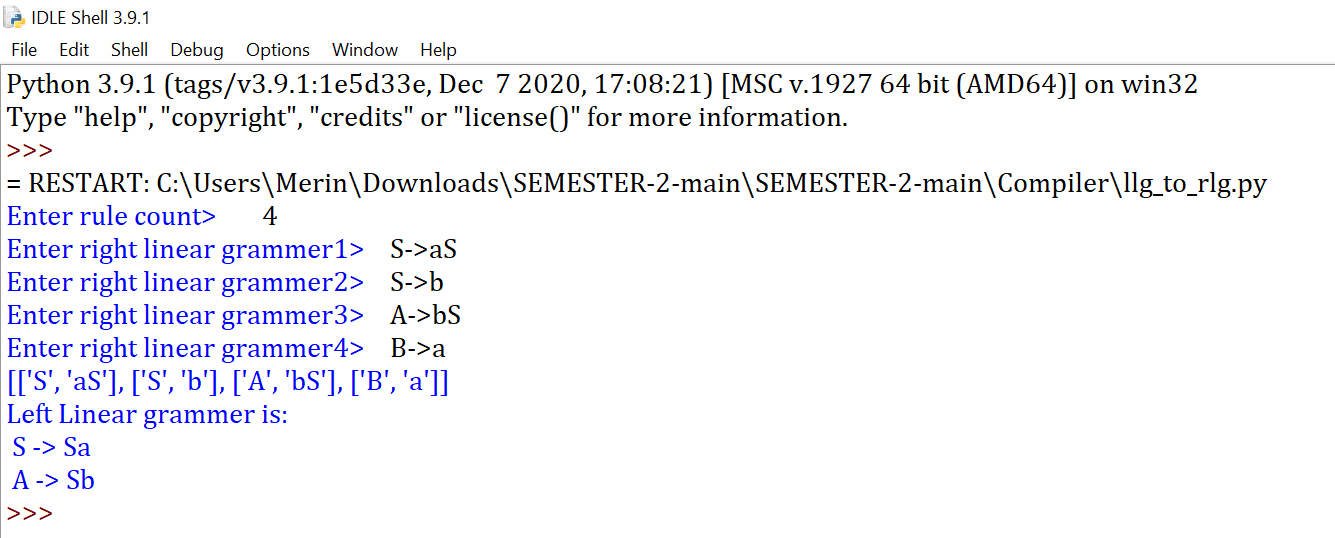 IDLE Shell 3.9.1
File Edit Shell Debug Options Window Help
Python 3.9.1 (tags/v3.9.1:1e5d33e, Dec  7 2020, 17:08:21) [MSC v.1927 64 bit (AMD64)] on win32
Type "help", "copyright", "credits" or "license()" for more information.
>>>
= RESTART: C:\Users\Merin\Downloads\SEMESTER-2-main\SEMESTER-2-main\Compiler\llg_to_rlg.py
Enter rule count> 4
Enter right linear grammer1> S->aS
Enter right linear grammer2> S->b
Enter right linear grammer3> A->bS
Enter right linear grammer4> B->a
[['S', 'aS'], ['S', 'b'], ['A', 'bS'], ['B', 'a']]
Left Linear grammer is:
S -> Sa
A -> Sb
>>>